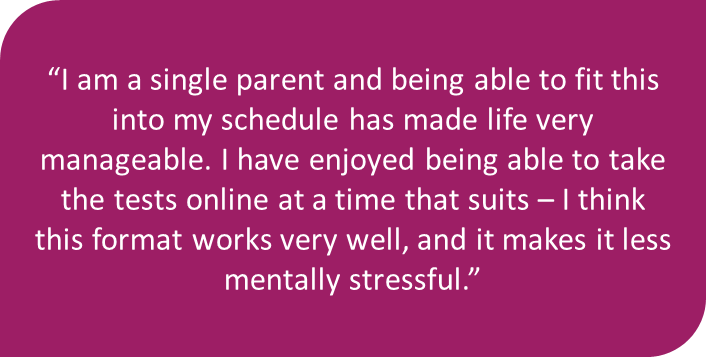 “I am a single parent and being able to fit this
into my schedule has made life very
manageable. I have enjoyed being able to take
the tests online at a time that suits – I think
this format works very well, and it makes it less
mentally stressful.”